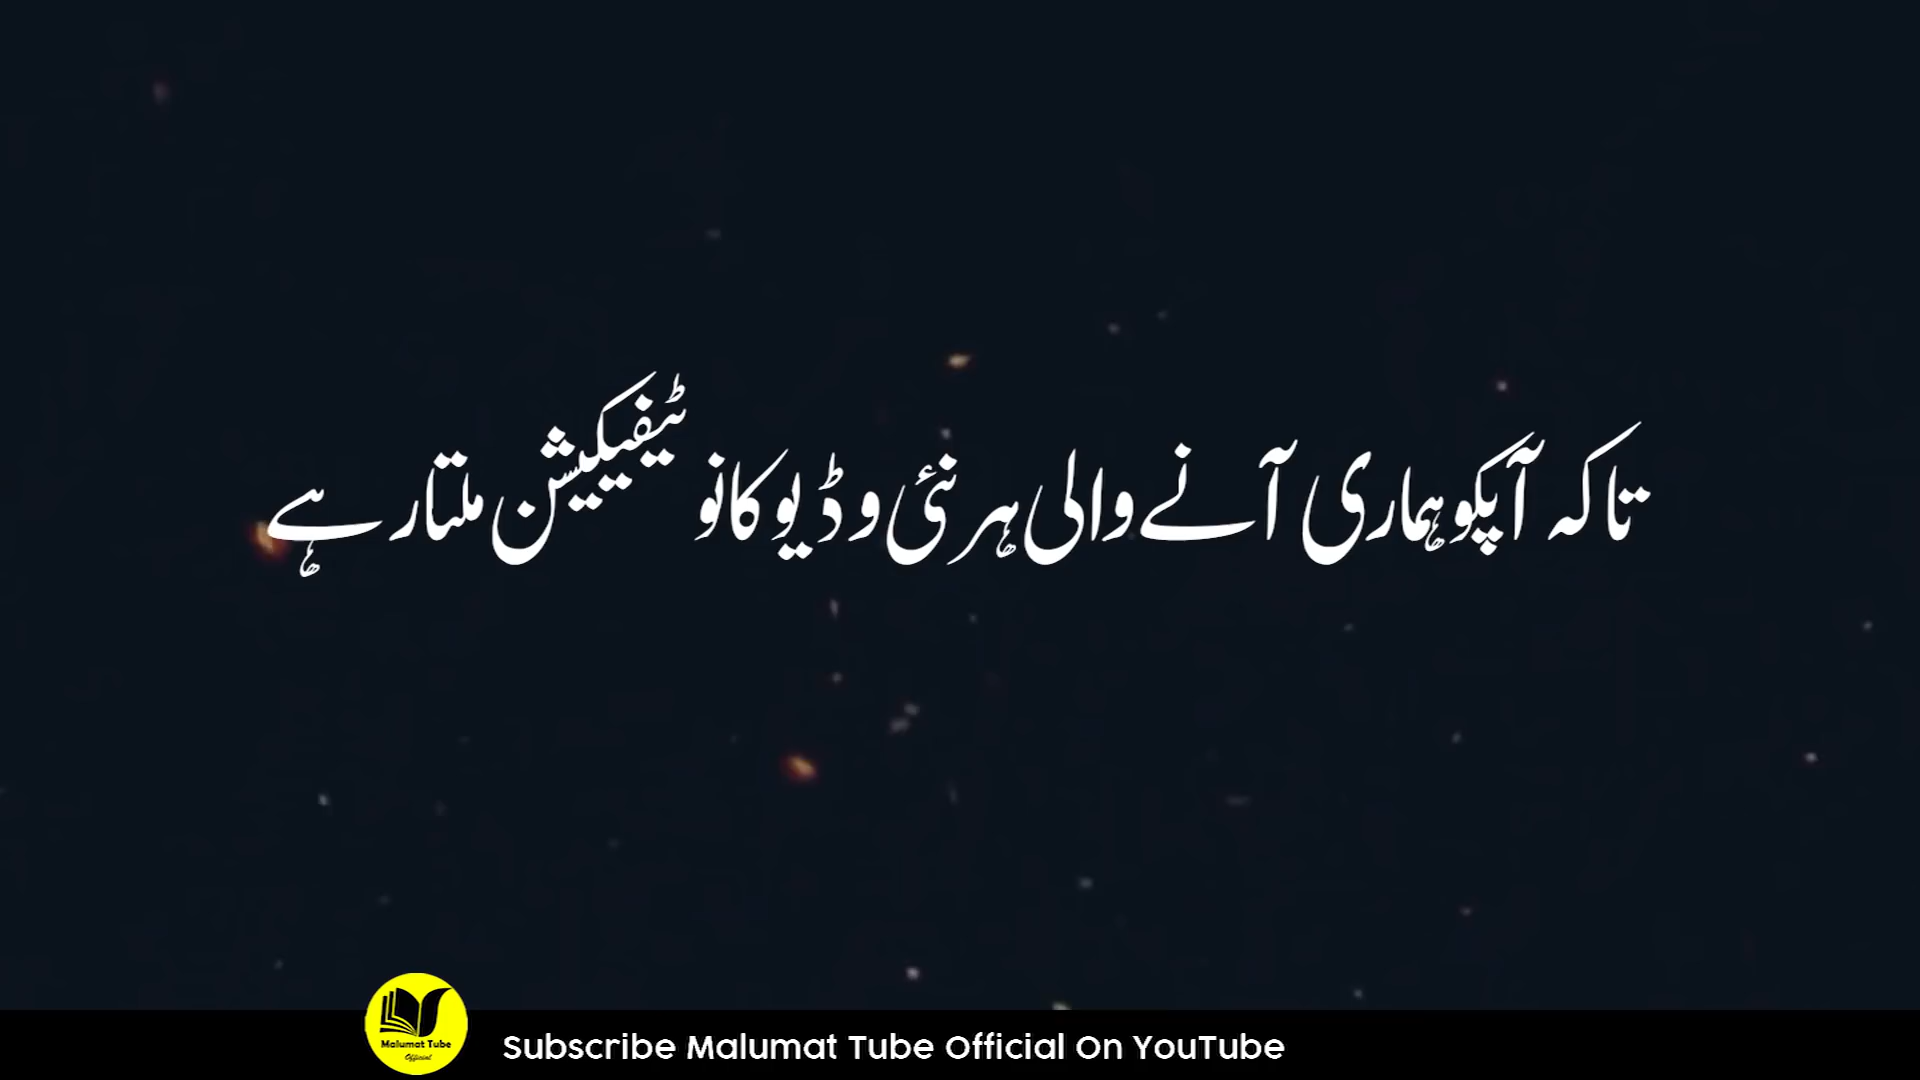 تاکہ آپکو ہماری آنے والی ہر نئی وڈیو کا نوٹیفیکیشن ملتا رہے
Malumat Tube
Official
Subscribe Malumat Tube Official On YouTube